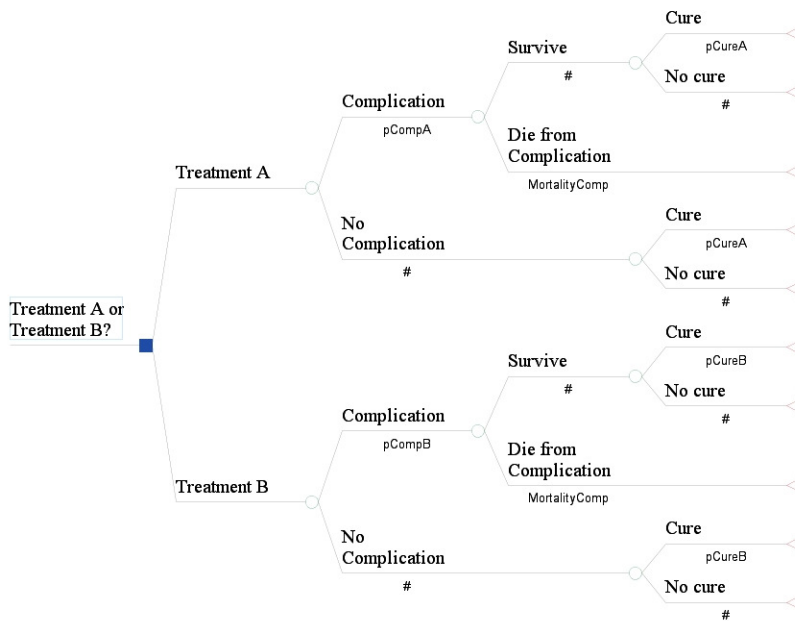 Cure
pCureA
Survive
#
No cure
#
Complication
pCompA
Die from
Complication
MortalityComp
Treatment A
No
Complication
#
Cure
pCureA
No cure
#
Treatment A or
Treatment B?
Cure
pCureB
Survive
#
No cure
#
Complication
pCompB
Die from
Complication
MortalityComp
Treatment B
No
Complication
#
Cure
pCureB
No cure
#